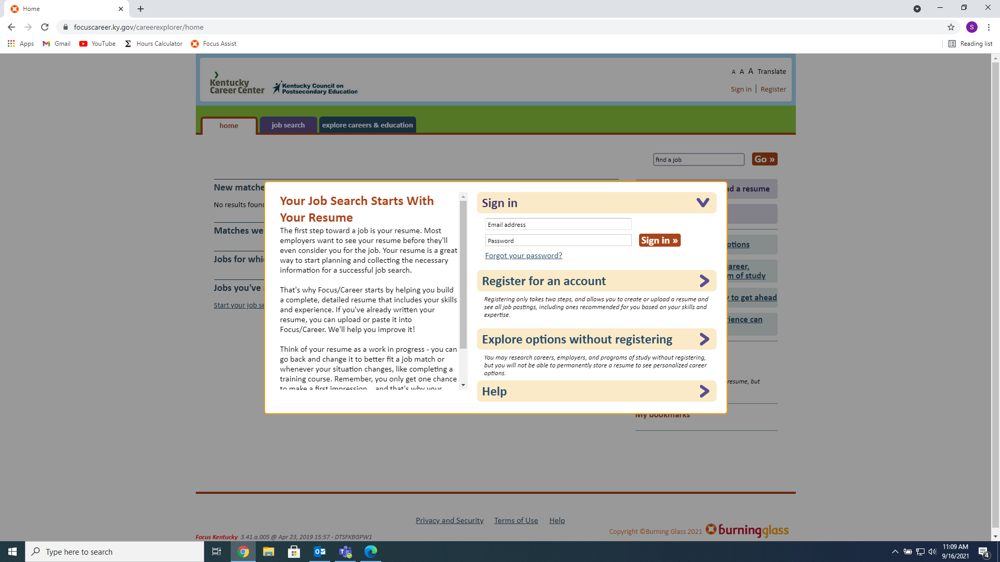 Home
focuscareer.ky.gov/careerexplorer/home
S
Apps Gmail YouTube Hours Calculator Focus Assist Reading list
Kentucky
Career Center
Kentucky Council on
Postsecondary Education
A A A Translate
Sign in Register
home job search explore careers & education
find a job Go »
New matche
No results found
Matches we
Jobs for whic
Jobs you've
Start your job se
Your Job Search Starts With
Your Resume
The first step toward a job is your resume. Most
employers want to see your resume before they'll
even consider you for the job. Your resume is a great
way to start planning and collecting the necessary
information for a successful job search.
That's why Focus/Career starts by helping you build
a complete, detailed resume that includes your skills
and experience. If you've already written your
resume, you can upload or paste it into
Focus/Career. We'll help you improve it!
Think of your resume as a work in progress - you can
go back and change it to better fit a job match or
whenever your situation changes, like completing a
training course. Remember, you only get one chance
to make a first impression... and that's why your
Sign in
Email address
Password
Sign in »
Forgot your password?
Register for an account
Registering only takes two steps, and allows you to create or upload a resume and
see all job postings, including ones recommended for you based on your skills and
expertise.
Explore options without registering
You may research careers, employers, and programs of study without registering,
but you will not be able to permanently store a resume to see personalized career
options.
Help
d a resume
ptions
areer,
m of study
to get ahead
ience can
resume, but
My bookmarks
Privacy and Security Terms of Use Help
Focus Kentucky 3.41.a.005 @ Apr 23, 2019 15:57 - DTSFKBGPW1
Copyright ©Burning Glass 2021 burningglass
Type here to search
11:09 AM
9/16/2021
4